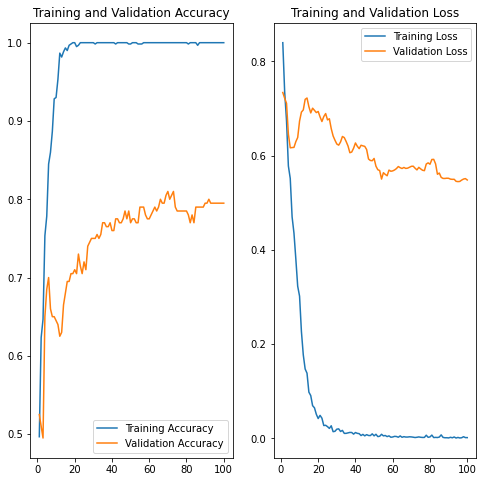 Training and Validation Accuracy
1.0
0.9
0.8
0.7
0.6
0.5
0 20 40 60 80 100
Training Accuracy
Validation Accuracy
Training and Validation Loss
0.8
0.6
0.4
0.2
0.0
0 20 40 60 80 100
Training Loss
Validation Loss